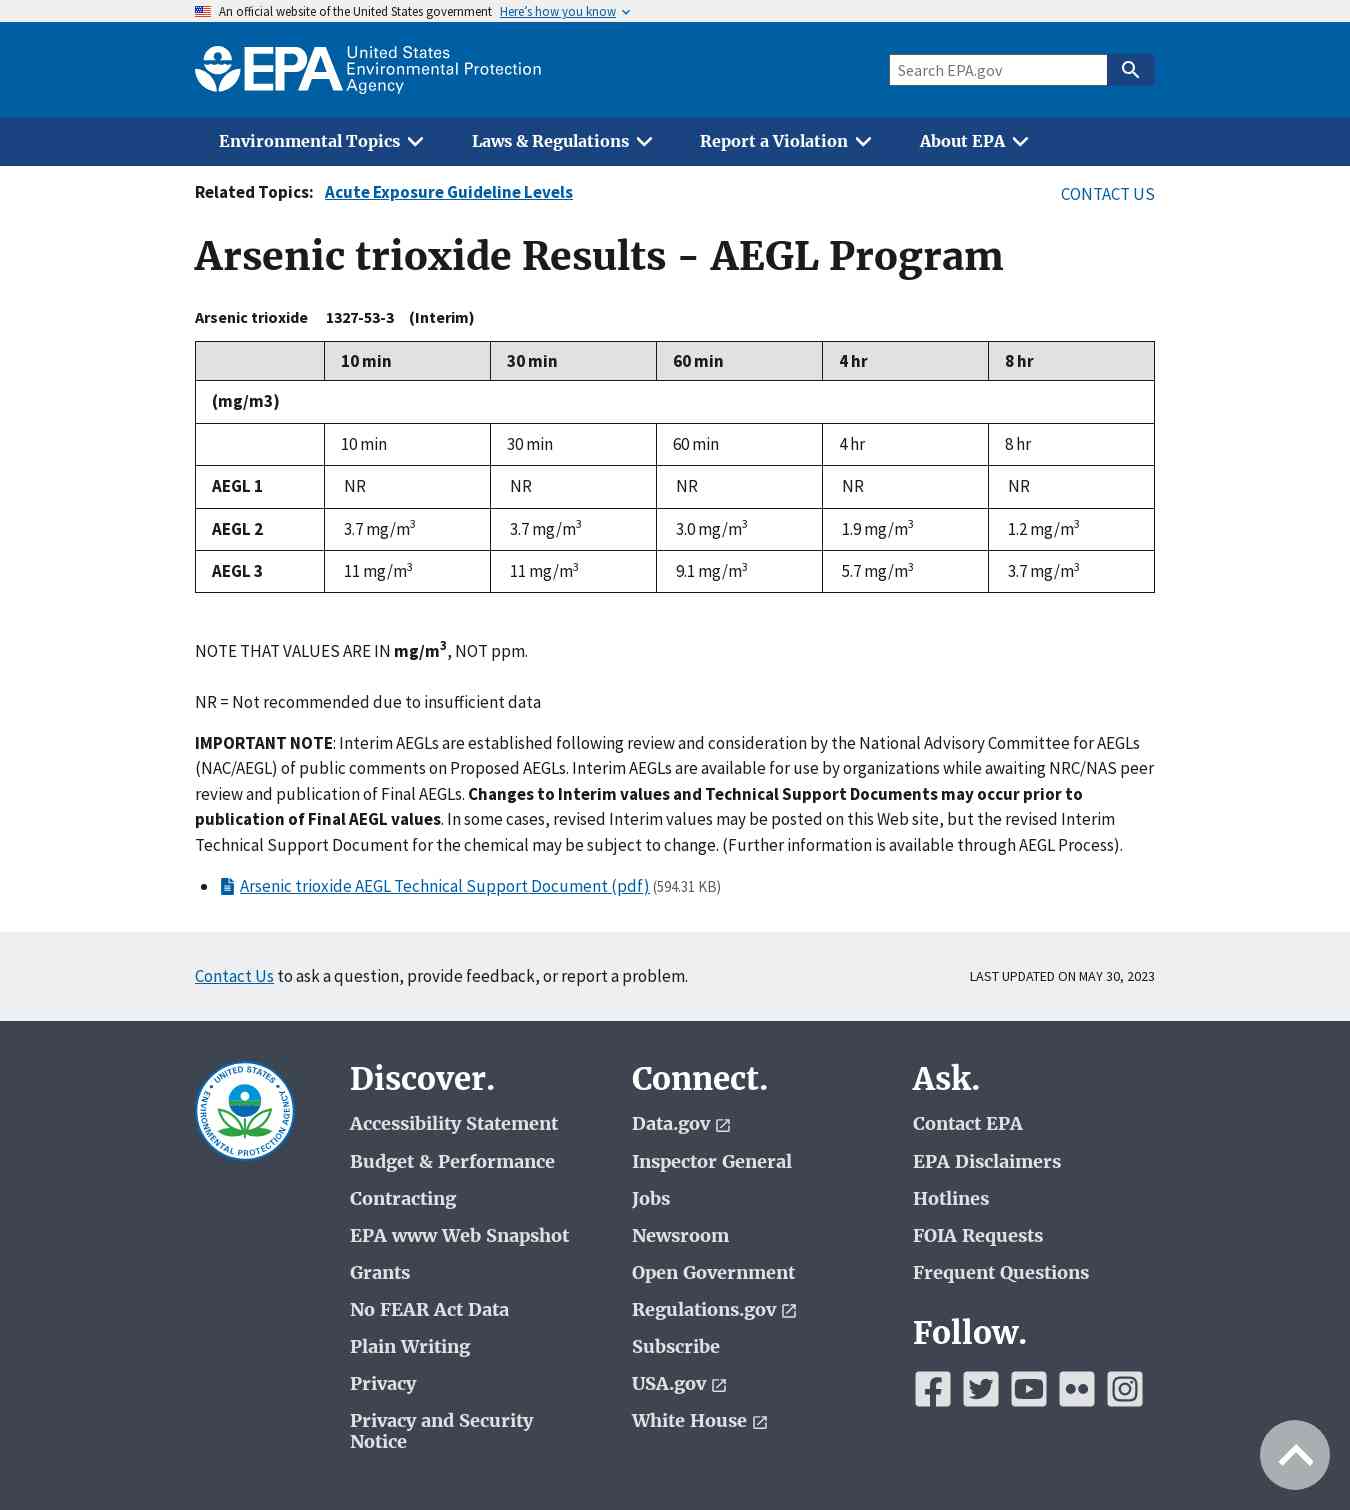 An official website of the United States government Here’s how you know
EPA United States
Environmental Protection
Agency
Search EPA.gov
Environmental Topics Laws & Regulations Report a Violation About EPA
Related Topics: Acute Exposure Guideline Levels CONTACT US
Arsenic trioxide Results - AEGL Program
Arsenic trioxide 1327-53-3 (Interim)
10 min 30 min 60 min 4 hr 8 hr
(mg/m3)
10 min 30 min 60 min 4 hr 8 hr
AEGL 1 NR NR NR NR NR
AEGL 2 3.7 mg/m³ 3.7 mg/m³ 3.0 mg/m³ 1.9 mg/m³ 1.2 mg/m³
AEGL 3 11 mg/m³ 11 mg/m³ 9.1 mg/m³ 5.7 mg/m³ 3.7 mg/m³
NOTE THAT VALUES ARE IN mg/m³, NOT ppm.
NR = Not recommended due to insufficient data
IMPORTANT NOTE: Interim AEGLs are established following review and consideration by the National Advisory Committee for AEGLs
(NAC/AEGL) of public comments on Proposed AEGLs. Interim AEGLs are available for use by organizations while awaiting NRC/NAS peer
review and publication of Final AEGLs. Changes to Interim values and Technical Support Documents may occur prior to
publication of Final AEGL values. In some cases, revised Interim values may be posted on this Web site, but the revised Interim
Technical Support Document for the chemical may be subject to change. (Further information is available through AEGL Process).
Arsenic trioxide AEGL Technical Support Document (pdf) (594.31 KB)
Contact Us to ask a question, provide feedback, or report a problem. LAST UPDATED ON MAY 30, 2023
UNITED STATES
ENVIRONMENTAL PROTECTION AGENCY
Discover.
Accessibility Statement
Budget & Performance
Contracting
EPA www Web Snapshot
Grants
No FEAR Act Data
Plain Writing
Privacy
Privacy and Security
Notice
Connect.
Data.gov
Inspector General
Jobs
Newsroom
Open Government
Regulations.gov
Subscribe
USA.gov
White House
Ask.
Contact EPA
EPA Disclaimers
Hotlines
FOIA Requests
Frequent Questions
Follow.